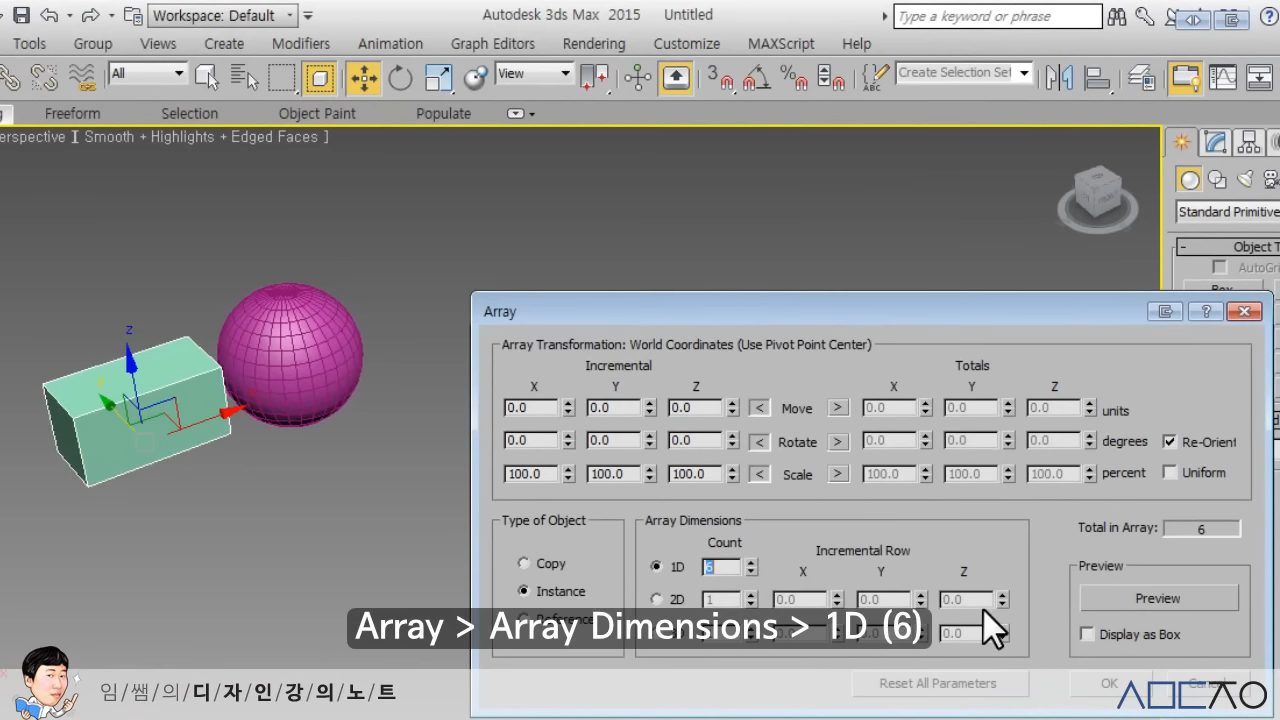 Workspace: Default
Autodesk 3ds Max 2015 Untitled
Type a keyword or phrase
Tools Group Views Create Modifiers Animation Graph Editors Rendering Customize MAXScript Help
All View 3 % ABC Create Selection Set
Freeform Selection Object Paint Populate
erspective ] Smooth + Highlights + Edged Faces ]
Standard Primitive
- Object T
AutoGri
Box
z
Array
Array Transformation: World Coordinates (Use Pivot Point Center)
Incremental Totals
X Y Z X Y Z
0.0 0.0 0.0 < Move > 0.0 0.0 0.0 units
0.0 0.0 0.0 < Rotate > 0.0 0.0 0.0 degrees Re-Orient
100.0 100.0 100.0 < Scale > 100.0 100.0 100.0 percent Uniform
Type of Object
Copy
Instance
Reference
Array Dimensions
Count
Incremental Row
1D 6 X Y Z
2D 1 0.0 0.0 0.0
0.0
Total in Array: 6
Preview
Preview
Display as Box
Array > Array Dimensions > 1D (6)
Reset All Parameters OK Cancel
임/쌤/의/디/자/인/강/의/노/트